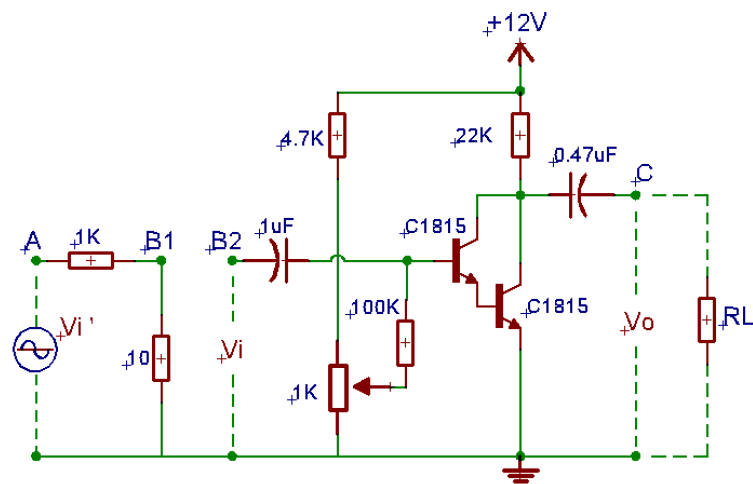 +12V
4.7K
22K
0.47uF
C
A
1K
B1
B2
1uF
C1815
C1815
100K
Vi '
10
Vi
1K
Vo
RL